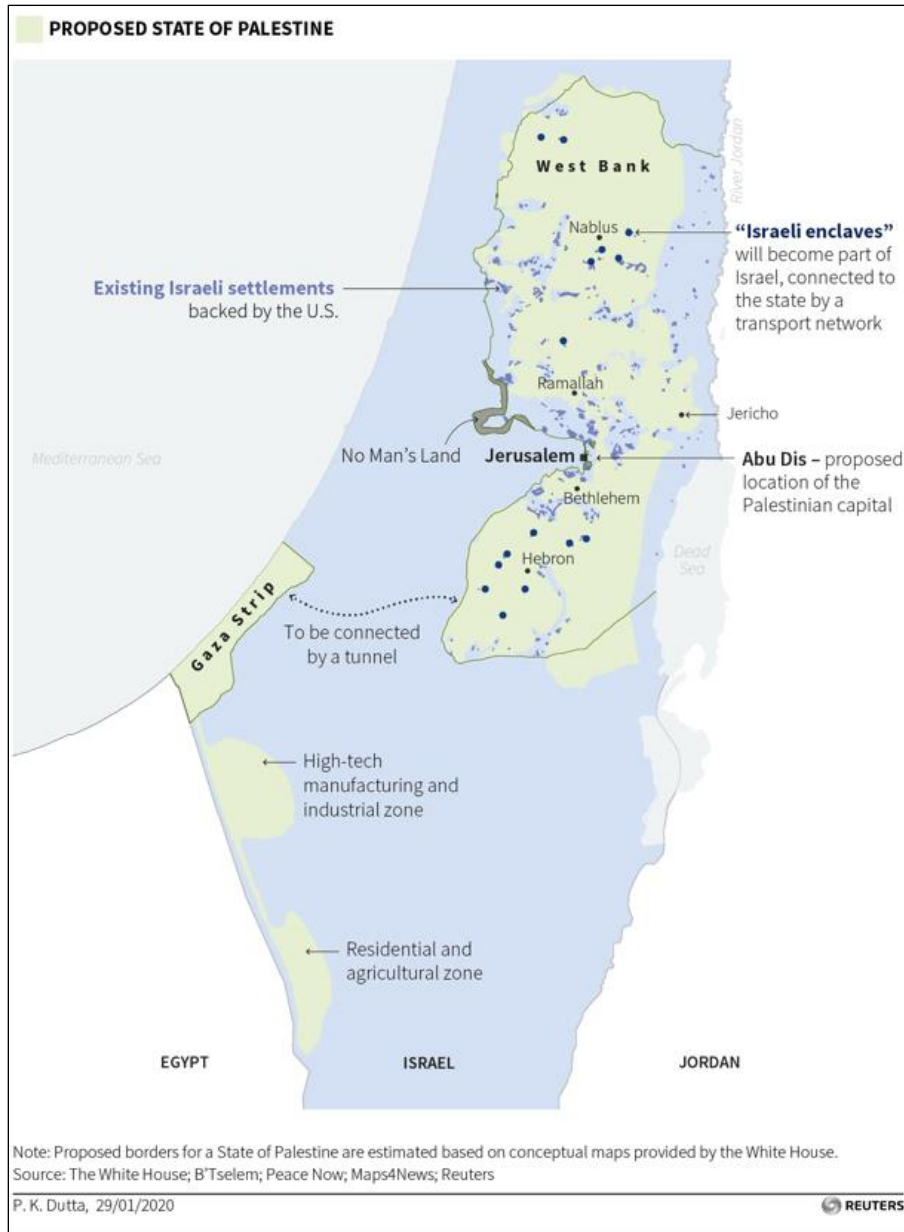 PROPOSED STATE OF PALESTINE
West Bank
River Jordan
Nablus
“Israeli enclaves”
will become part of
Israel, connected to
the state by a
transport network
Existing Israeli settlements
backed by the U.S.
Ramallah
Jericho
Mediterranean Sea
No Man’s Land
Jerusalem
Abu Dis – proposed
location of the
Palestinian capital
Bethlehem
Dead
Sea
Hebron
Gaza Strip
To be connected
by a tunnel
High-tech
manufacturing and
industrial zone
Residential and
agricultural zone
EGYPT
ISRAEL
JORDAN
Note: Proposed borders for a State of Palestine are estimated based on conceptual maps provided by the White House.
Source: The White House; B’Tselem; Peace Now; Maps4News; Reuters
P. K. Dutta, 29/01/2020
REUTERS